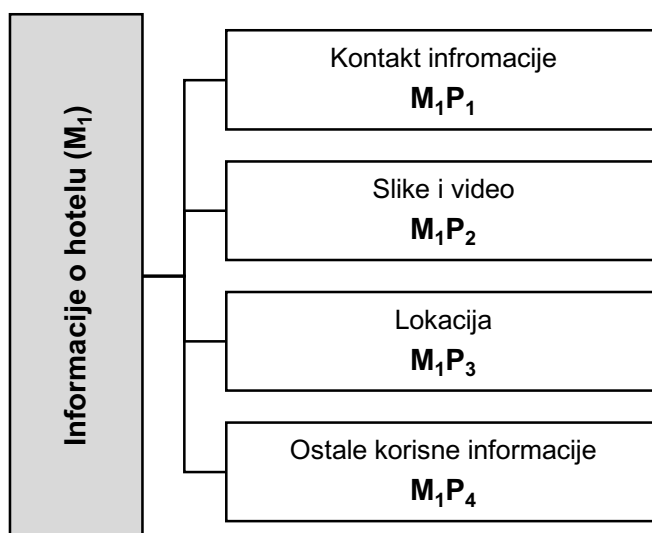 Informacije o hotelu (M₁)
Kontakt infromacije
M₁P₁
Slike i video
M₁P₂
Lokacija
M₁P₃
Ostale korisne informacije
M₁P₄